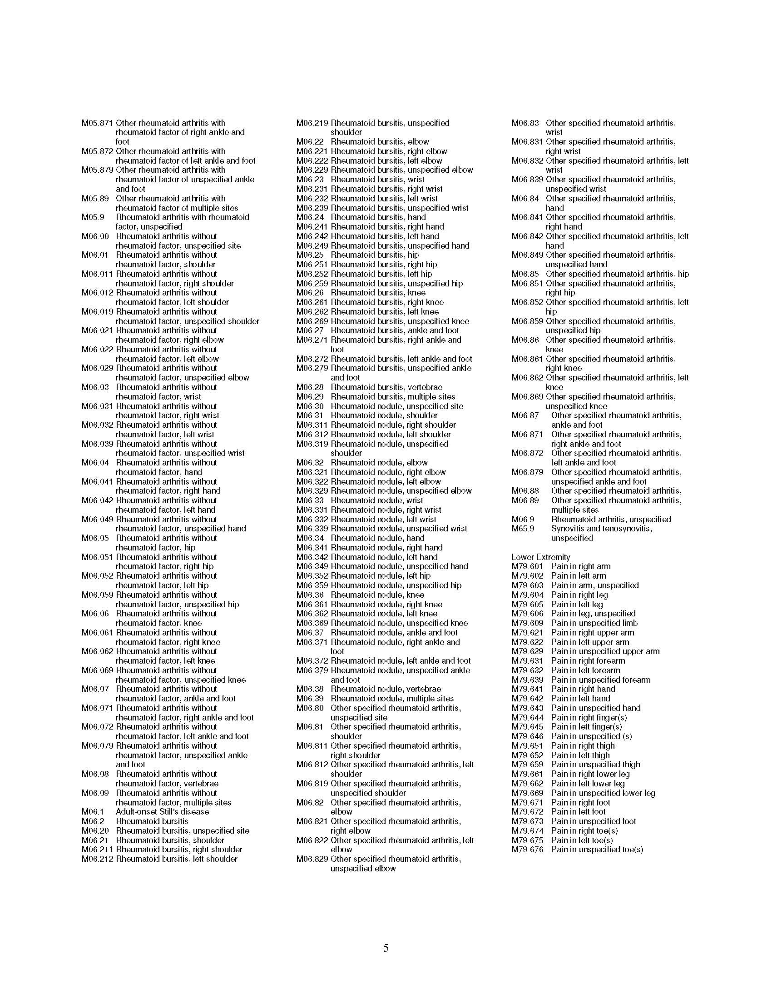 M05.871 Other rheumatoid arthritis with
rheumatoid factor of right ankle and
foot
M05.872 Other rheumatoid arthritis with
rheumatoid factor of left ankle and foot
M05.879 Other rheumatoid arthritis with
rheumatoid factor of unspecified ankle
and foot
M05.89 Other rheumatoid arthritis with
rheumatoid factor of multiple sites
M05.9 Rheumatoid arthritis with rheumatoid
factor, unspecified
M06.00 Rheumatoid arthritis without
rheumatoid factor, unspecified site
M06.01 Rheumatoid arthritis without
rheumatoid factor, shoulder
M06.011 Rheumatoid arthritis without
rheumatoid factor, right shoulder
M06.012 Rheumatoid arthritis without
rheumatoid factor, left shoulder
M06.019 Rheumatoid arthritis without
rheumatoid factor, unspecified shoulder
M06.021 Rheumatoid arthritis without
rheumatoid factor, right elbow
M06.022 Rheumatoid arthritis without
rheumatoid factor, left elbow
M06.029 Rheumatoid arthritis without
rheumatoid factor, unspecified elbow
M06.03 Rheumatoid arthritis without
rheumatoid factor, wrist
M06.031 Rheumatoid arthritis without
rheumatoid factor, right wrist
M06.032 Rheumatoid arthritis without
rheumatoid factor, left wrist
M06.039 Rheumatoid arthritis without
rheumatoid factor, unspecified wrist
M06.04 Rheumatoid arthritis without
rheumatoid factor, hand
M06.041 Rheumatoid arthritis without
rheumatoid factor, right hand
M06.042 Rheumatoid arthritis without
rheumatoid factor, left hand
M06.049 Rheumatoid arthritis without
rheumatoid factor, unspecified hand
M06.05 Rheumatoid arthritis without
rheumatoid factor, hip
M06.051 Rheumatoid arthritis without
rheumatoid factor, right hip
M06.052 Rheumatoid arthritis without
rheumatoid factor, left hip
M06.059 Rheumatoid arthritis without
rheumatoid factor, unspecified hip
M06.06 Rheumatoid arthritis without
rheumatoid factor, knee
M06.061 Rheumatoid arthritis without
rheumatoid factor, right knee
M06.062 Rheumatoid arthritis without
rheumatoid factor, left knee
M06.069 Rheumatoid arthritis without
rheumatoid factor, unspecified knee
M06.07 Rheumatoid arthritis without
rheumatoid factor, ankle and foot
M06.071 Rheumatoid arthritis without
rheumatoid factor, right ankle and foot
M06.072 Rheumatoid arthritis without
rheumatoid factor, left ankle and foot
M06.079 Rheumatoid arthritis without
rheumatoid factor, unspecified ankle
and foot
M06.08 Rheumatoid arthritis without
rheumatoid factor, vertebrae
M06.09 Rheumatoid arthritis without
rheumatoid factor, multiple sites
M06.1 Adult-onset Still's disease
M06.2 Rheumatoid bursitis
M06.20 Rheumatoid bursitis, unspecified site
M06.21 Rheumatoid bursitis, shoulder
M06.211 Rheumatoid bursitis, right shoulder
M06.212 Rheumatoid bursitis, left shoulder
M06.219 Rheumatoid bursitis, unspecified
shoulder
M06.22 Rheumatoid bursitis, elbow
M06.221 Rheumatoid bursitis, right elbow
M06.222 Rheumatoid bursitis, left elbow
M06.229 Rheumatoid bursitis, unspecified elbow
M06.23 Rheumatoid bursitis, wrist
M06.231 Rheumatoid bursitis, right wrist
M06.232 Rheumatoid bursitis, left wrist
M06.239 Rheumatoid bursitis, unspecified wrist
M06.24 Rheumatoid bursitis, hand
M06.241 Rheumatoid bursitis, right hand
M06.242 Rheumatoid bursitis, left hand
M06.249 Rheumatoid bursitis, unspecified hand
M06.25 Rheumatoid bursitis, hip
M06.251 Rheumatoid bursitis, right hip
M06.252 Rheumatoid bursitis, left hip
M06.259 Rheumatoid bursitis, unspecified hip
M06.26 Rheumatoid bursitis, knee
M06.261 Rheumatoid bursitis, right knee
M06.262 Rheumatoid bursitis, left knee
M06.269 Rheumatoid bursitis, unspecified knee
M06.27 Rheumatoid bursitis, ankle and foot
M06.271 Rheumatoid bursitis, right ankle and
foot
M06.272 Rheumatoid bursitis, left ankle and foot
M06.279 Rheumatoid bursitis, unspecified ankle
and foot
M06.28 Rheumatoid bursitis, vertebrae
M06.29 Rheumatoid bursitis, multiple sites
M06.30 Rheumatoid nodule, unspecified site
M06.31 Rheumatoid nodule, shoulder
M06.311 Rheumatoid nodule, right shoulder
M06.312 Rheumatoid nodule, left shoulder
M06.319 Rheumatoid nodule, unspecified
shoulder
M06.32 Rheumatoid nodule, elbow
M06.321 Rheumatoid nodule, right elbow
M06.322 Rheumatoid nodule, left elbow
M06.329 Rheumatoid nodule, unspecified elbow
M06.33 Rheumatoid nodule, wrist
M06.331 Rheumatoid nodule, right wrist
M06.332 Rheumatoid nodule, left wrist
M06.339 Rheumatoid nodule, unspecified wrist
M06.34 Rheumatoid nodule, hand
M06.341 Rheumatoid nodule, right hand
M06.342 Rheumatoid nodule, left hand
M06.349 Rheumatoid nodule, unspecified hand
M06.352 Rheumatoid nodule, left hip
M06.359 Rheumatoid nodule, unspecified hip
M06.36 Rheumatoid nodule, knee
M06.361 Rheumatoid nodule, right knee
M06.362 Rheumatoid nodule, left knee
M06.369 Rheumatoid nodule, unspecified knee
M06.37 Rheumatoid nodule, ankle and foot
M06.371 Rheumatoid nodule, right ankle and
foot
M06.372 Rheumatoid nodule, left ankle and foot
M06.379 Rheumatoid nodule, unspecified ankle
and foot
M06.38 Rheumatoid nodule, vertebrae
M06.39 Rheumatoid nodule, multiple sites
M06.80 Other specified rheumatoid arthritis,
unspecified site
M06.81 Other specified rheumatoid arthritis,
shoulder
M06.811 Other specified rheumatoid arthritis,
right shoulder
M06.812 Other specified rheumatoid arthritis, left
shoulder
M06.819 Other specified rheumatoid arthritis,
unspecified shoulder
M06.82 Other specified rheumatoid arthritis,
elbow
M06.821 Other specified rheumatoid arthritis,
right elbow
M06.822 Other specified rheumatoid arthritis, left
elbow
M06.829 Other specified rheumatoid arthritis,
unspecified elbow
M06.83 Other specified rheumatoid arthritis,
wrist
M06.831 Other specified rheumatoid arthritis,
right wrist
M06.832 Other specified rheumatoid arthritis, left
wrist
M06.839 Other specified rheumatoid arthritis,
unspecified wrist
M06.84 Other specified rheumatoid arthritis,
hand
M06.841 Other specified rheumatoid arthritis,
right hand
M06.842 Other specified rheumatoid arthritis, left
hand
M06.849 Other specified rheumatoid arthritis,
unspecified hand
M06.85 Other specified rheumatoid arthritis, hip
M06.851 Other specified rheumatoid arthritis,
right hip
M06.852 Other specified rheumatoid arthritis, left
hip
M06.859 Other specified rheumatoid arthritis,
unspecified hip
M06.86 Other specified rheumatoid arthritis,
knee
M06.861 Other specified rheumatoid arthritis,
right knee
M06.862 Other specified rheumatoid arthritis, left
knee
M06.869 Other specified rheumatoid arthritis,
unspecified knee
M06.87 Other specified rheumatoid arthritis,
ankle and foot
M06.871 Other specified rheumatoid arthritis,
right ankle and foot
M06.872 Other specified rheumatoid arthritis,
left ankle and foot
M06.879 Other specified rheumatoid arthritis,
unspecified ankle and foot
M06.88 Other specified rheumatoid arthritis,
M06.89 Other specified rheumatoid arthritis,
multiple sites
M06.9 Rheumatoid arthritis, unspecified
M65.9 Synovitis and tenosynovitis,
unspecified
Lower Extremity
M79.601 Pain in right arm
M79.602 Pain in left arm
M79.603 Pain in arm, unspecified
M79.604 Pain in right leg
M79.605 Pain in left leg
M79.606 Pain in leg, unspecified
M79.609 Pain in unspecified limb
M79.621 Pain in right upper arm
M79.622 Pain in left upper arm
M79.629 Pain in unspecified upper arm
M79.631 Pain in right forearm
M79.632 Pain in left forearm
M79.639 Pain in unspecified forearm
M79.641 Pain in right hand
M79.642 Pain in left hand
M79.643 Pain in unspecified hand
M79.644 Pain in right finger(s)
M79.645 Pain in left finger(s)
M79.646 Pain in unspecified (s)
M79.651 Pain in right thigh
M79.652 Pain in left thigh
M79.659 Pain in unspecified thigh
M79.661 Pain in right lower leg
M79.662 Pain in left lower leg
M79.669 Pain in unspecified lower leg
M79.671 Pain in right foot
M79.672 Pain in left foot
M79.673 Pain in unspecified foot
M79.674 Pain in right toe(s)
M79.675 Pain in left toe(s)
M79.676 Pain in unspecified toe(s)
5